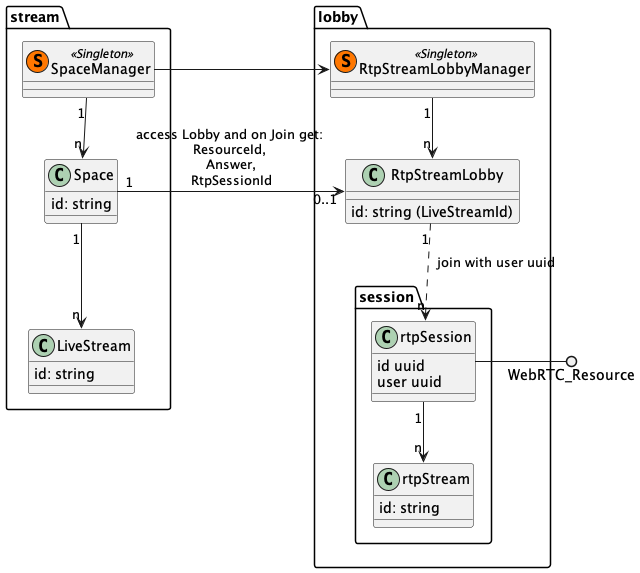 stream
lobby
S
«Singleton»
SpaceManager
S
«Singleton»
RtpStreamLobbyManager
1
n
access Lobby and on Join get:
ResourceId,
Answer,
RtpSessionId
1
n
C Space
id: string
1
0..1
C RtpStreamLobby
id: string (LiveStreamId)
1
n
1
join with user uuid
n
session
C LiveStream
id: string
C rtpSession
id uuid
user uuid
WebRTC_Resource
1
n
C rtpStream
id: string